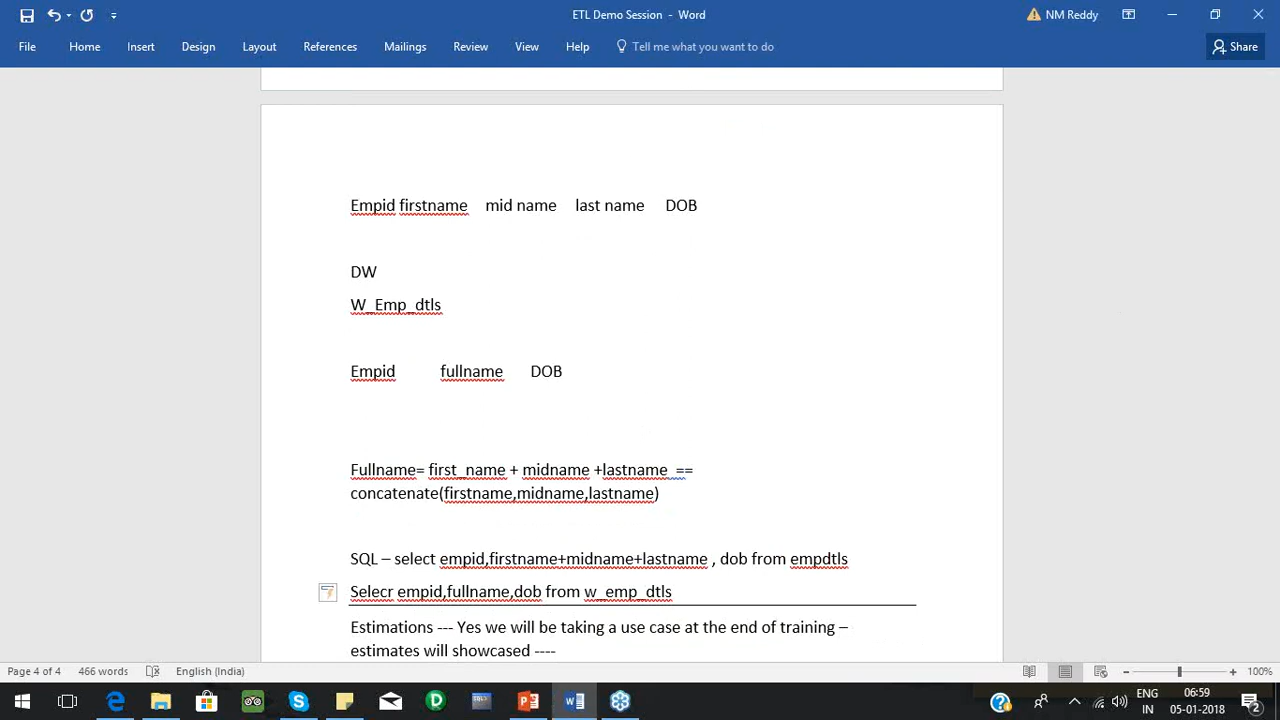 ETL Demo Session - Word
NM Reddy
File Home Insert Design Layout References Mailings Review View Help Tell me what you want to do Share
Empid firstname mid name last name DOB
DW
W_Emp_dtls
Empid fullname DOB
Fullname= first_name + midname +lastname ==
concatenate(firstname,midname,lastname)
SQL – select empid,firstname+midname+lastname , dob from empdtls
Selecr empid,fullname,dob from w_emp_dtls
Estimations --- Yes we will be taking a use case at the end of training –
estimates will showcased ----
Page 4 of 4 466 words English (India) 100%
ENG 06:59
IN 05-01-2018 2